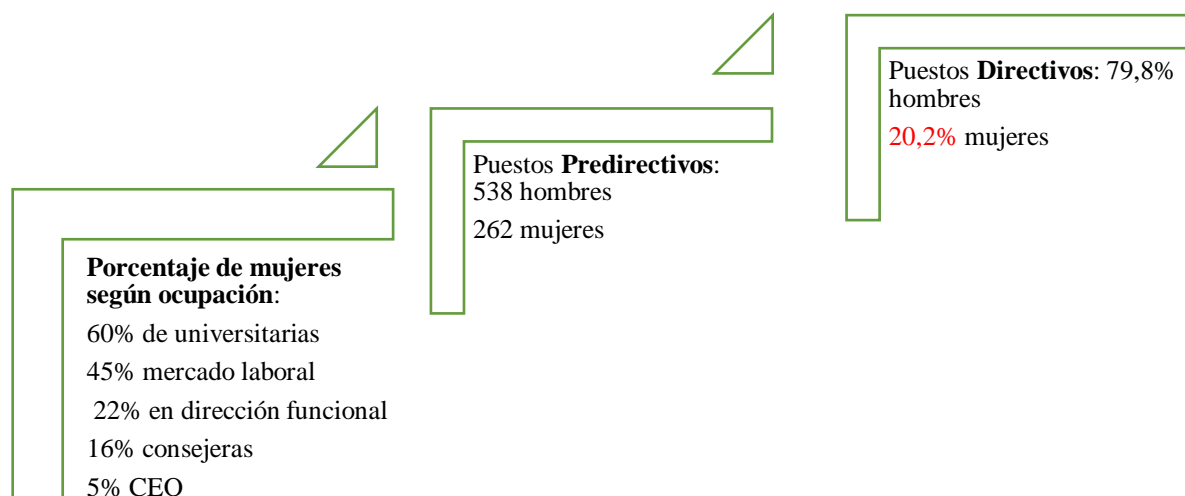 Porcentaje de mujeres
según ocupación:
60% de universitarias
45% mercado laboral
22% en dirección funcional
16% consejeras
5% CEO
Puestos Predirectivos:
538 hombres
262 mujeres
Puestos Directivos: 79,8%
hombres
20,2% mujeres